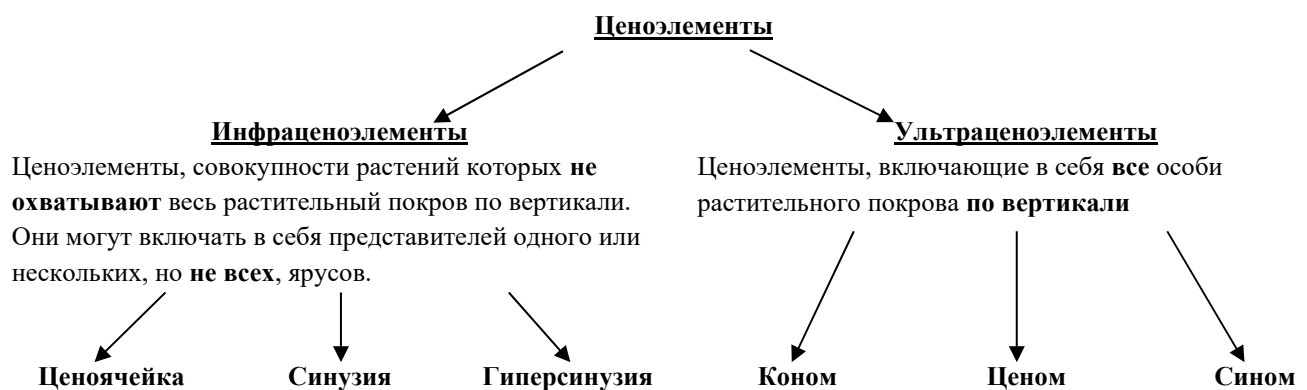 Ценоэлементы
Инфраценоэлементы
Ценоэлементы, совокупности растений которых не
охватывают весь растительный покров по вертикали.
Они могут включать в себя представителей одного или
нескольких, но не всех, ярусов.
Ультраценоэлементы
Ценоэлементы, включающие в себя все особи
растительного покрова по вертикали
Ценоячейка
Синузия
Гиперсинузия
Коном
Ценом
Сином